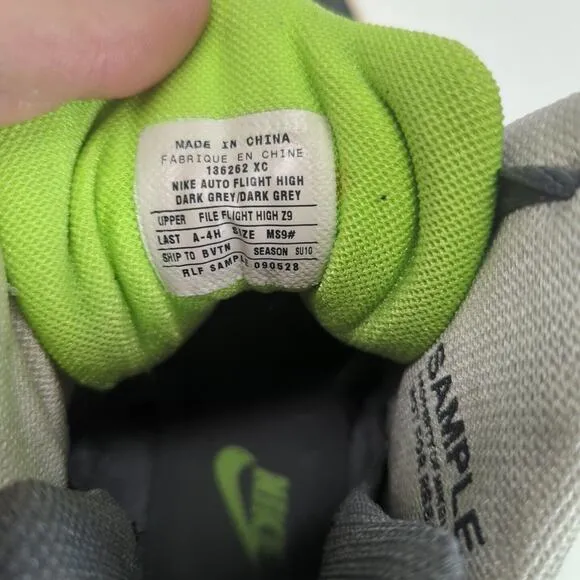 MADE IN CHINA
FABRIQUE EN CHINE
136262 XC
NIKE AUTO FLIGHT HIGH
DARK GREY/DARK GREY
UPPER FILE FLIGHT HIGH Z9
LAST A-4H SIZE MS9#
SHIP TO BVTN SEASON SU10
RLF SAMPLE 090528
SAMPLE
NIKE